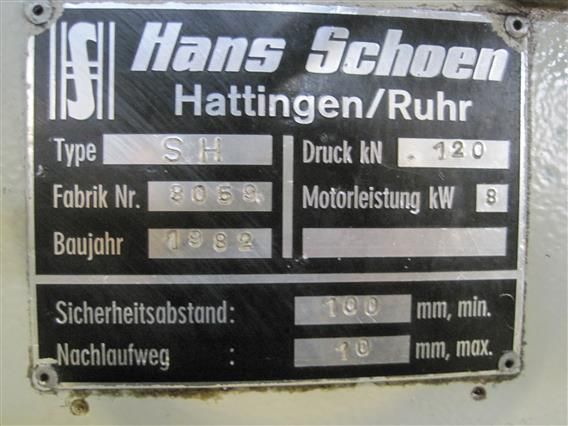 HS Hans Schoen
Hattingen/Ruhr
Type SH
Druck kN 120
Fabrik Nr. 8059
Motorleistung kW 8
Baujahr 1982
Sicherheitsabstand: 100 mm, min.
Nachlaufweg : 10 mm, max.